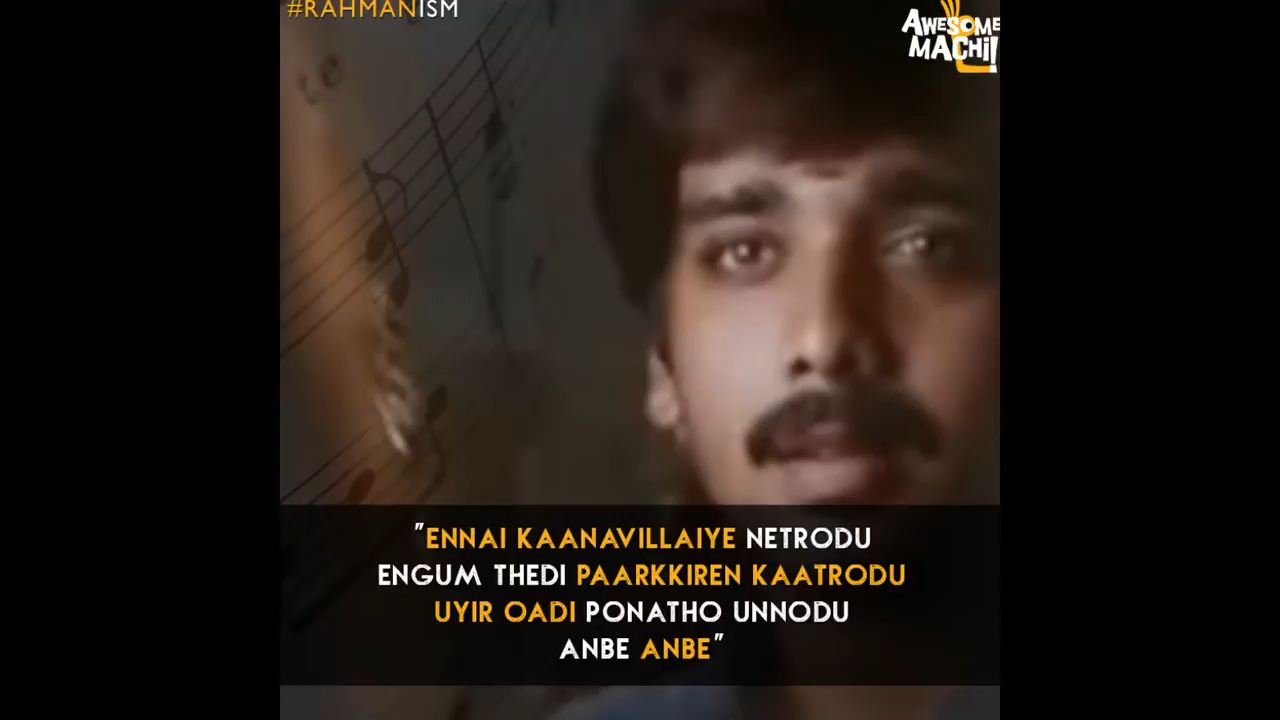 #RAHMANISM
AWESOME
MACHI!
"ENNAI KAANAVILLAIYE NETRODU
ENGUM THEDI PAARKKIREN KAATRODU
UYIR OADI PONATHO UNNODU
ANBE ANBE"